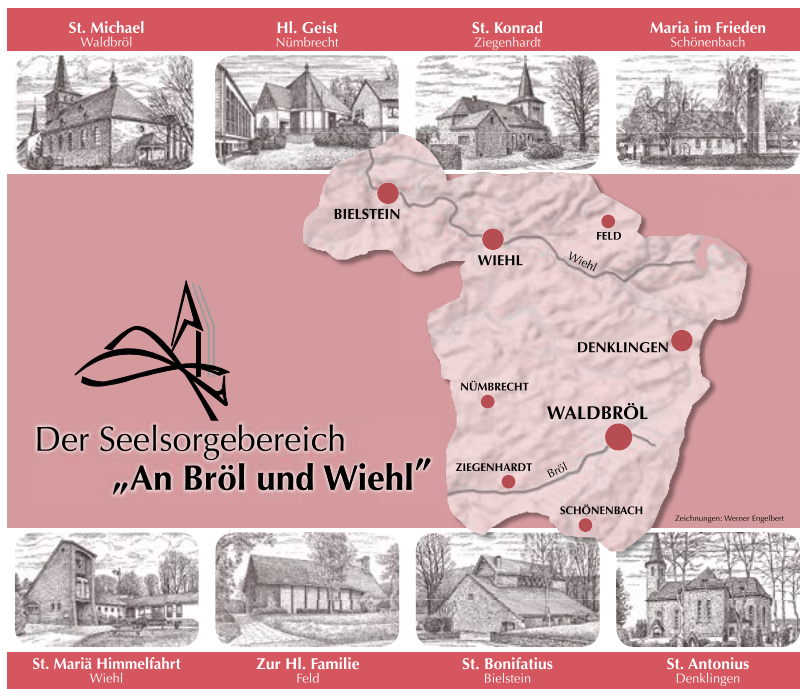 St. Michael
Waldbröl
Hl. Geist
Nümbrecht
St. Konrad
Ziegenhardt
Maria im Frieden
Schönenbach
BIELSTEIN
WIEHL
FELD
Wiehl
DENKLINGEN
NÜMBRECHT
WALDBRÖL
ZIEGENHARDT
Bröl
SCHÖNENBACH
Der Seelsorgebereich
„An Bröl und Wiehl”
Zeichnungen: Werner Engelbert
St. Mariä Himmelfahrt
Wiehl
Zur Hl. Familie
Feld
St. Bonifatius
Bielstein
St. Antonius
Denklingen